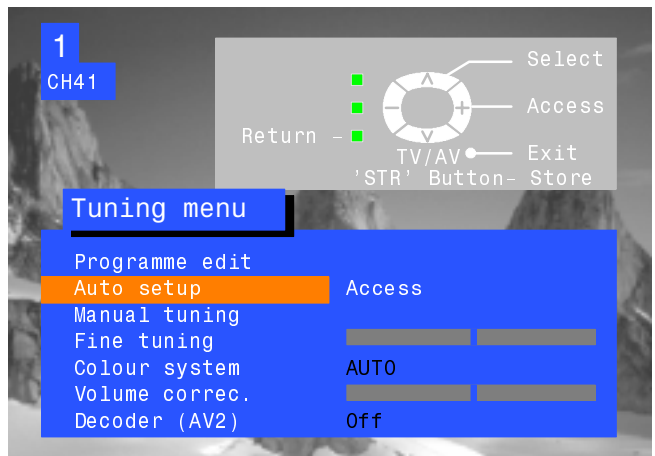 1
CH41
Select
Access
Return –
TV/AV Exit
'STR' Button– Store
Tuning menu
Programme edit
Auto setup Access
Manual tuning
Fine tuning
Colour system AUTO
Volume correc.
Decoder (AV2) Off